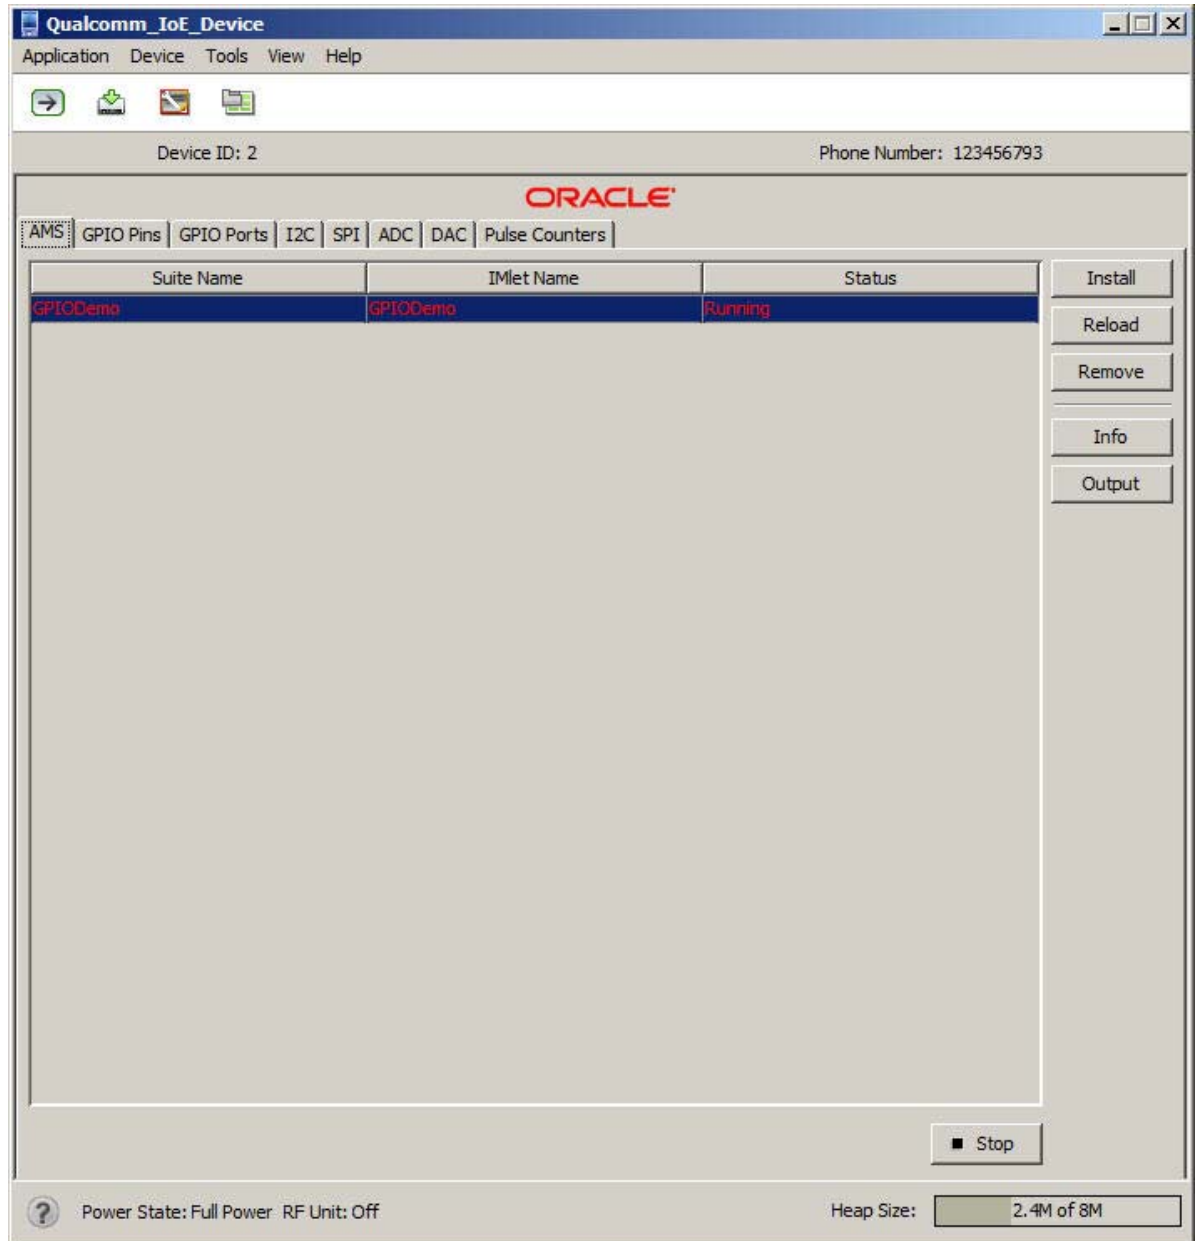 Qualcomm_IoE_Device
Application Device Tools View Help
Device ID: 2 Phone Number: 123456793
ORACLE
AMS GPIO Pins GPIO Ports I2C SPI ADC DAC Pulse Counters
Suite Name IMlet Name Status Install
GPIODemo GPIODemo Running
Reload
Remove
Info
Output
Stop
? Power State: Full Power RF Unit: Off Heap Size: 2.4M of 8M